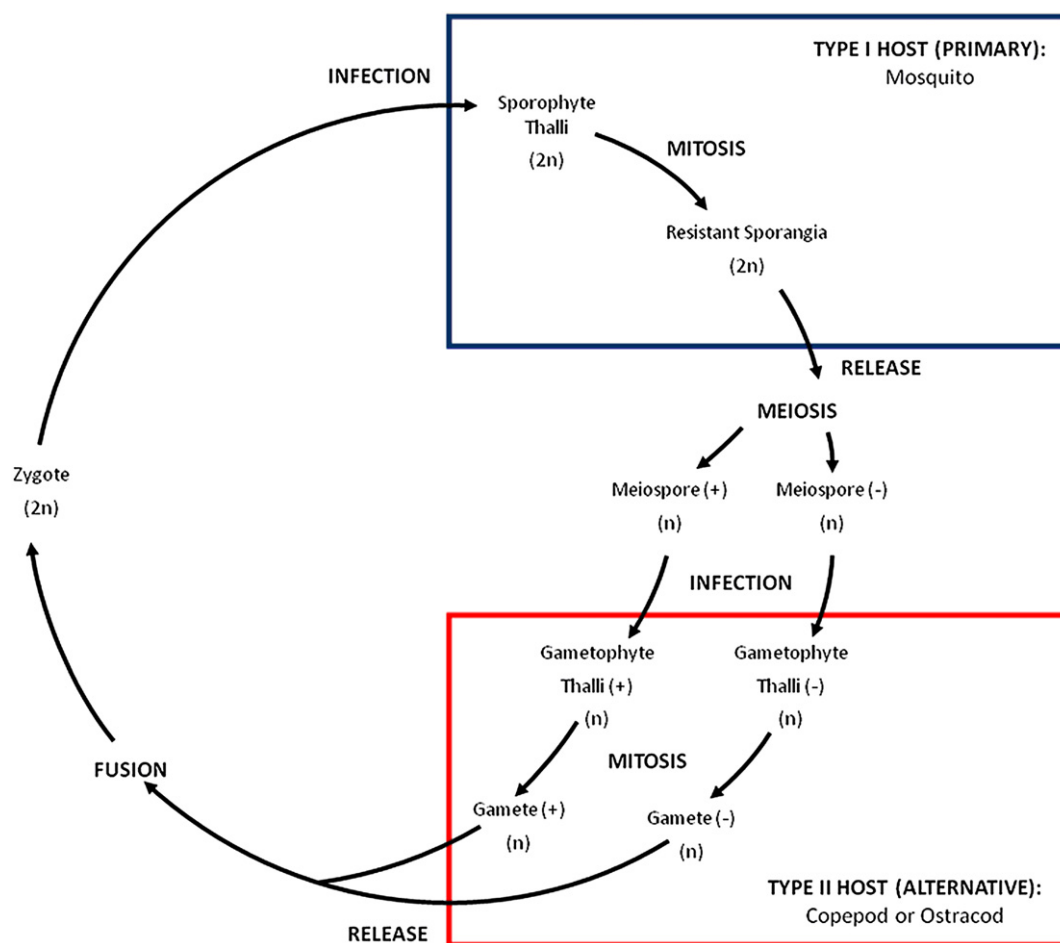 TYPE I HOST (PRIMARY):
Mosquito
INFECTION
Sporophyte
Thalli
(2n)
MITOSIS
Resistant Sporangia
(2n)
RELEASE
MEIOSIS
Meiospore (+)
(n)
Meiospore (-)
(n)
INFECTION
Gametophyte
Thalli (+)
(n)
Gametophyte
Thalli (-)
(n)
MITOSIS
Gamete (+)
(n)
Gamete (-)
(n)
TYPE II HOST (ALTERNATIVE):
Copepod or Ostracod
RELEASE
FUSION
Zygote
(2n)